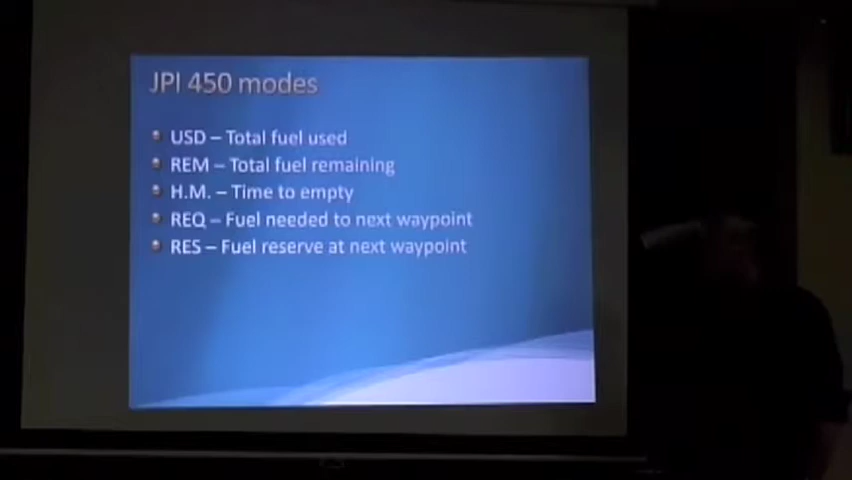 JPI 450 modes
USD – Total fuel used
REM – Total fuel remaining
H.M. – Time to empty
REQ – Fuel needed to next waypoint
RES – Fuel reserve at next waypoint